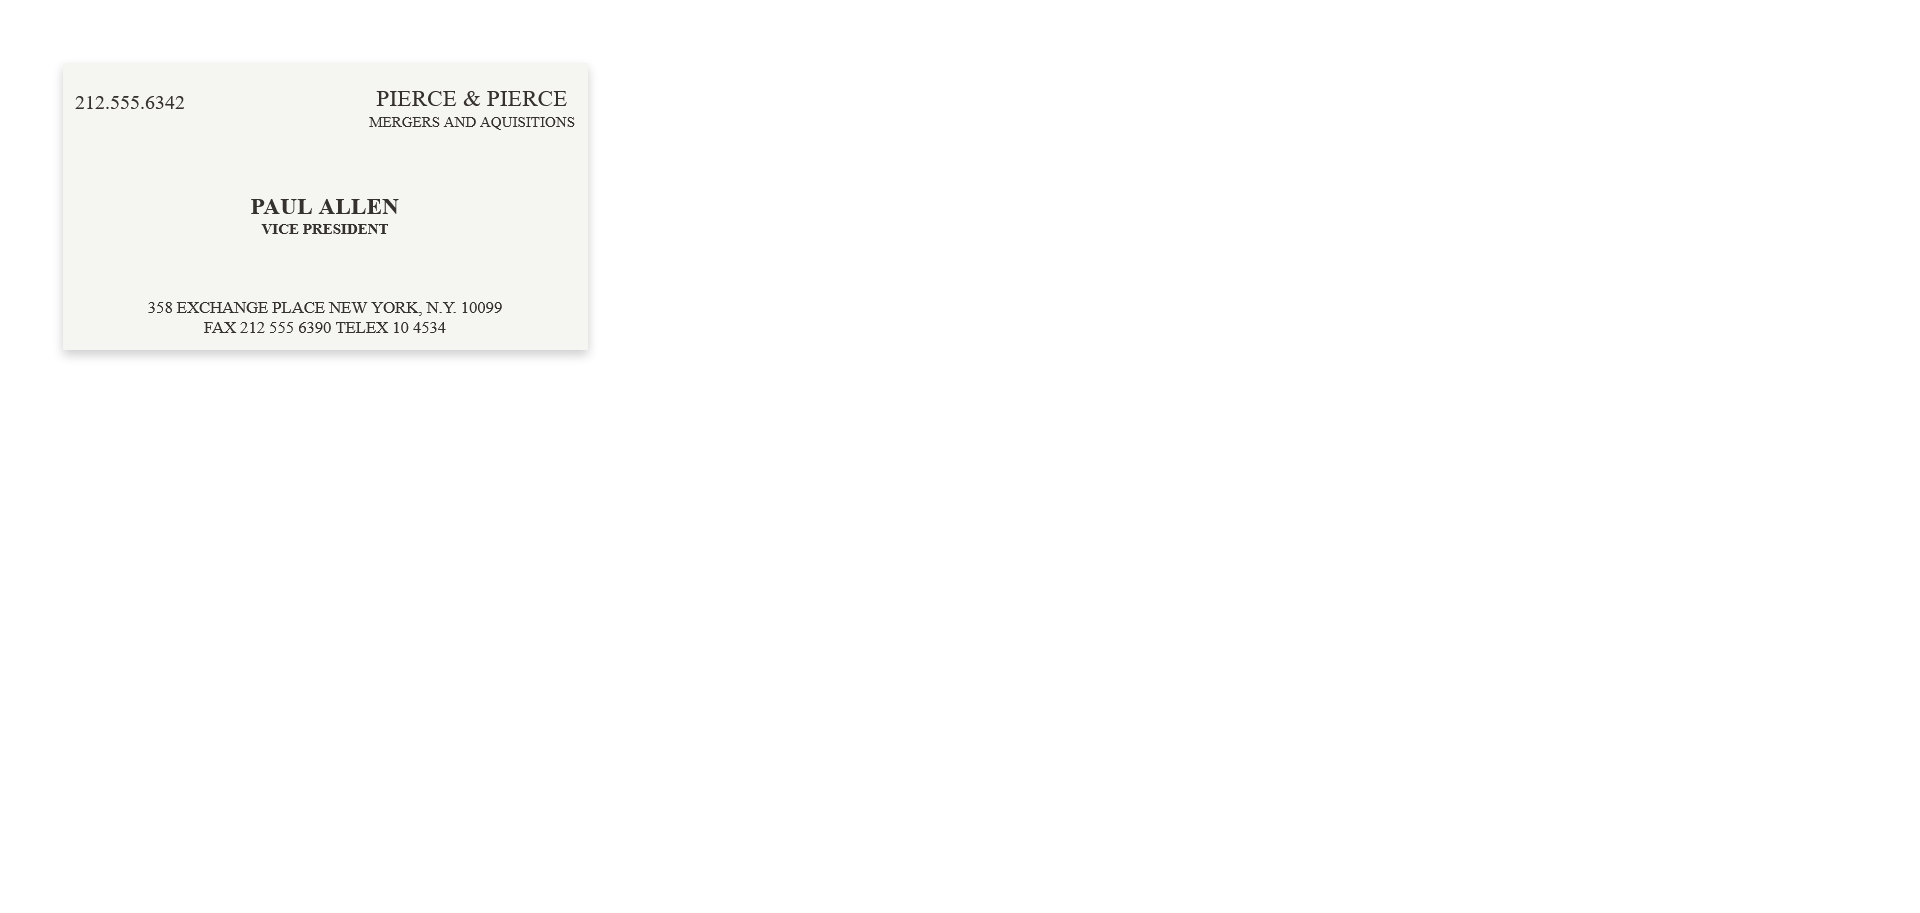 212.555.6342
PIERCE & PIERCE
MERGERS AND AQUISITIONS
PAUL ALLEN
VICE PRESIDENT
358 EXCHANGE PLACE NEW YORK, N.Y. 10099
FAX 212 555 6390 TELEX 10 4534